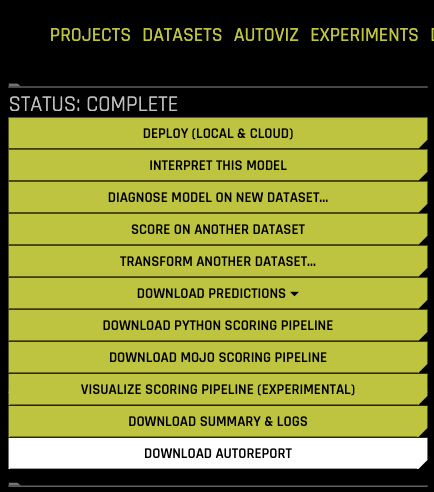 PROJECTS DATASETS AUTOVIZ EXPERIMENTS
STATUS: COMPLETE
DEPLOY (LOCAL & CLOUD)
INTERPRET THIS MODEL
DIAGNOSE MODEL ON NEW DATASET...
SCORE ON ANOTHER DATASET
TRANSFORM ANOTHER DATASET...
DOWNLOAD PREDICTIONS
DOWNLOAD PYTHON SCORING PIPELINE
DOWNLOAD MOJO SCORING PIPELINE
VISUALIZE SCORING PIPELINE (EXPERIMENTAL)
DOWNLOAD SUMMARY & LOGS
DOWNLOAD AUTOREPORT